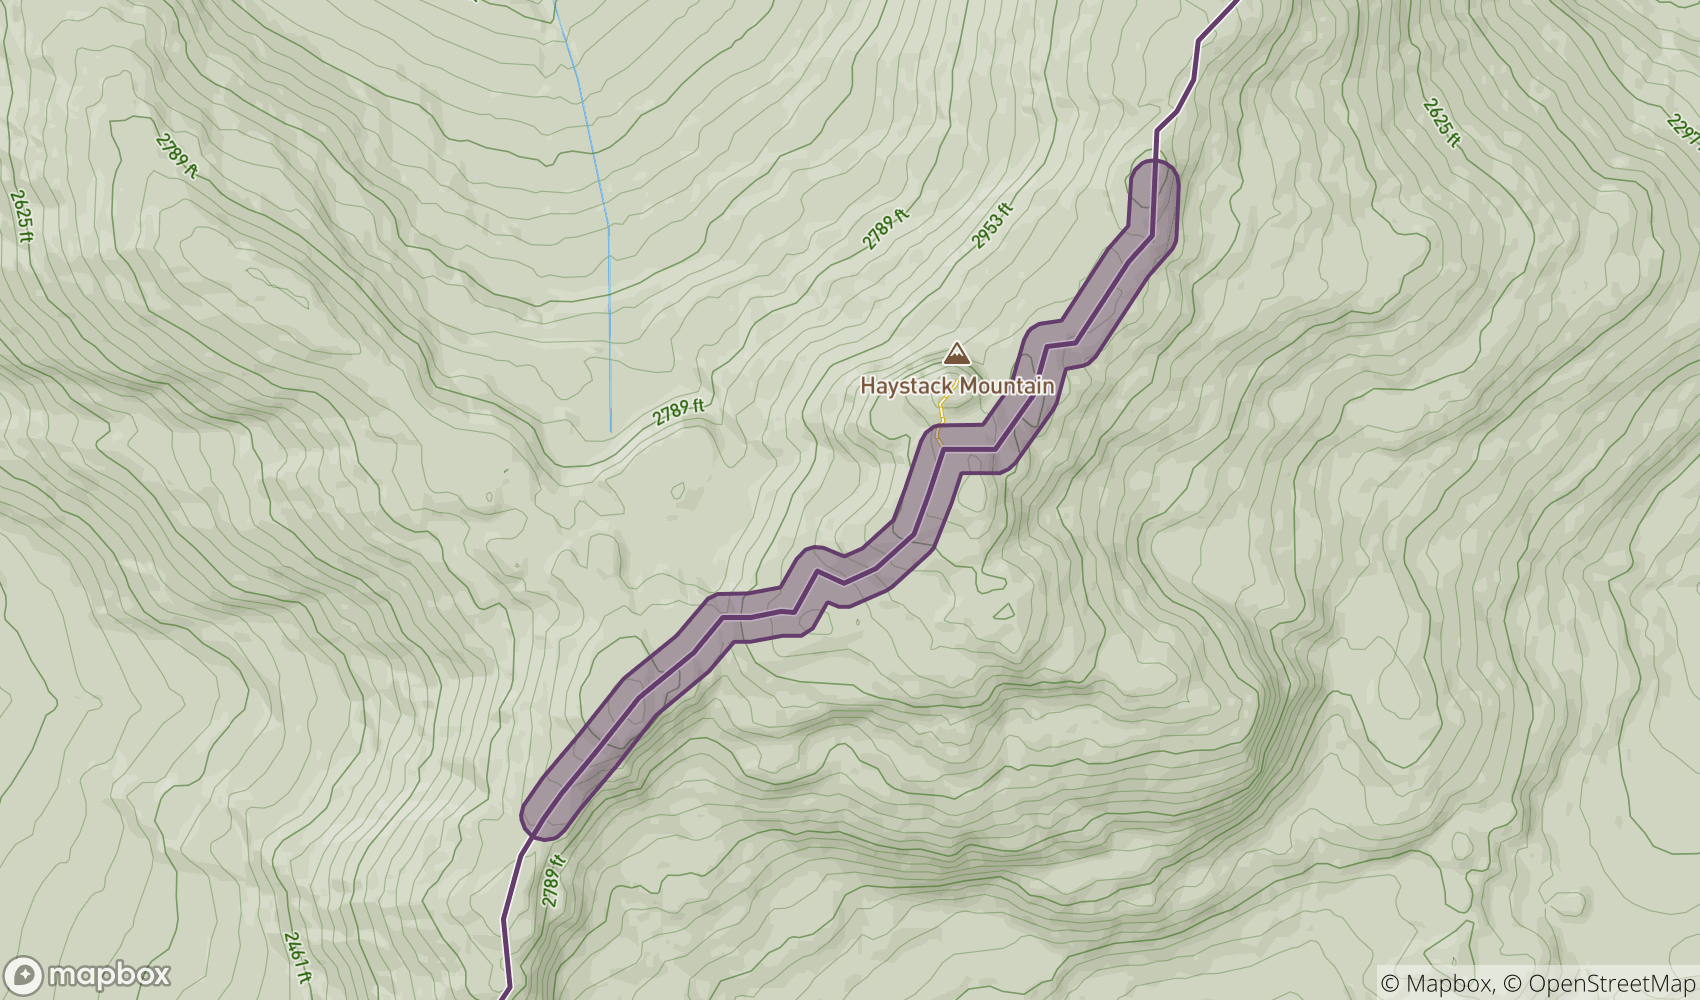 2625 ft
2297
2789 ft
2625 ft
2789 ft
2953 ft
Haystack Mountain
2789 ft
2789 ft
2461 ft
mapbox
© Mapbox, © OpenStreetMap